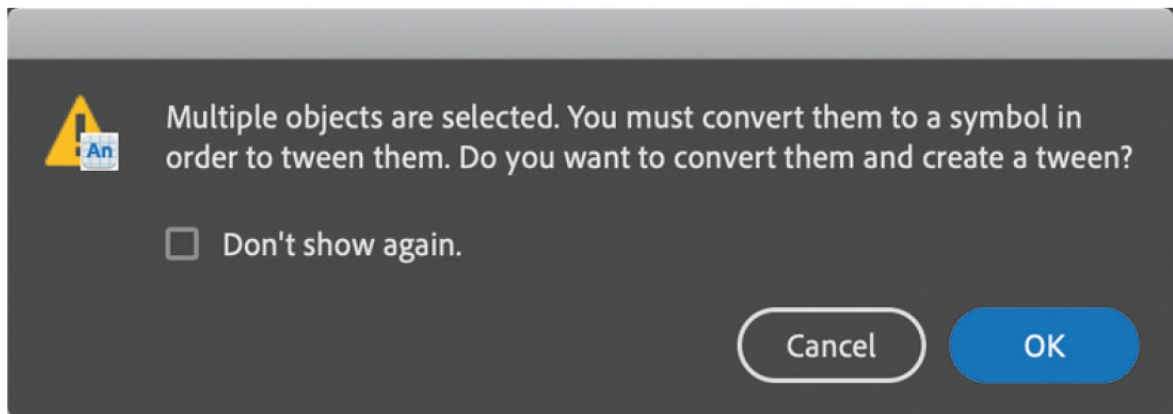 An
Multiple objects are selected. You must convert them to a symbol in
order to tween them. Do you want to convert them and create a tween?
Don't show again.
Cancel
OK